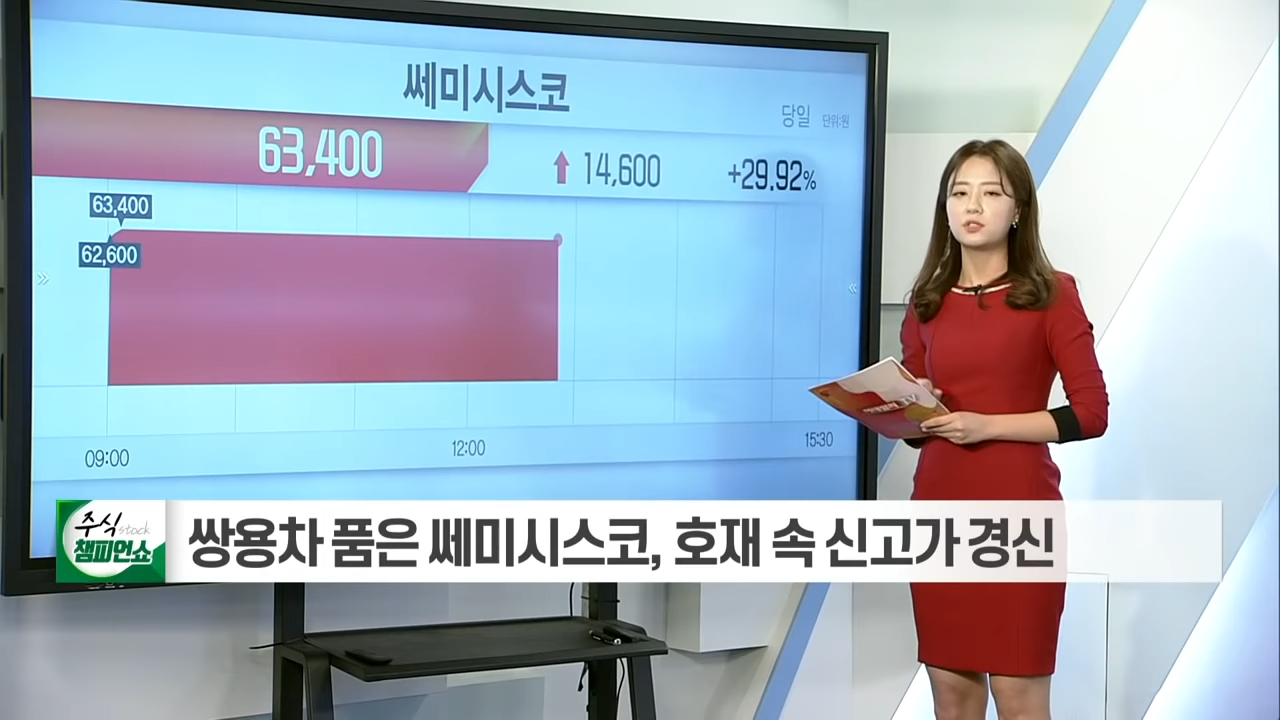 쎄미시스코
당일 단위:원
63,400 14,600 +29.92%
63,400
62,600
09:00 12:00 15:30
주식 stock
챔피언쇼
쌍용차 품은 쎄미시스코, 호재 속 신고가 경신